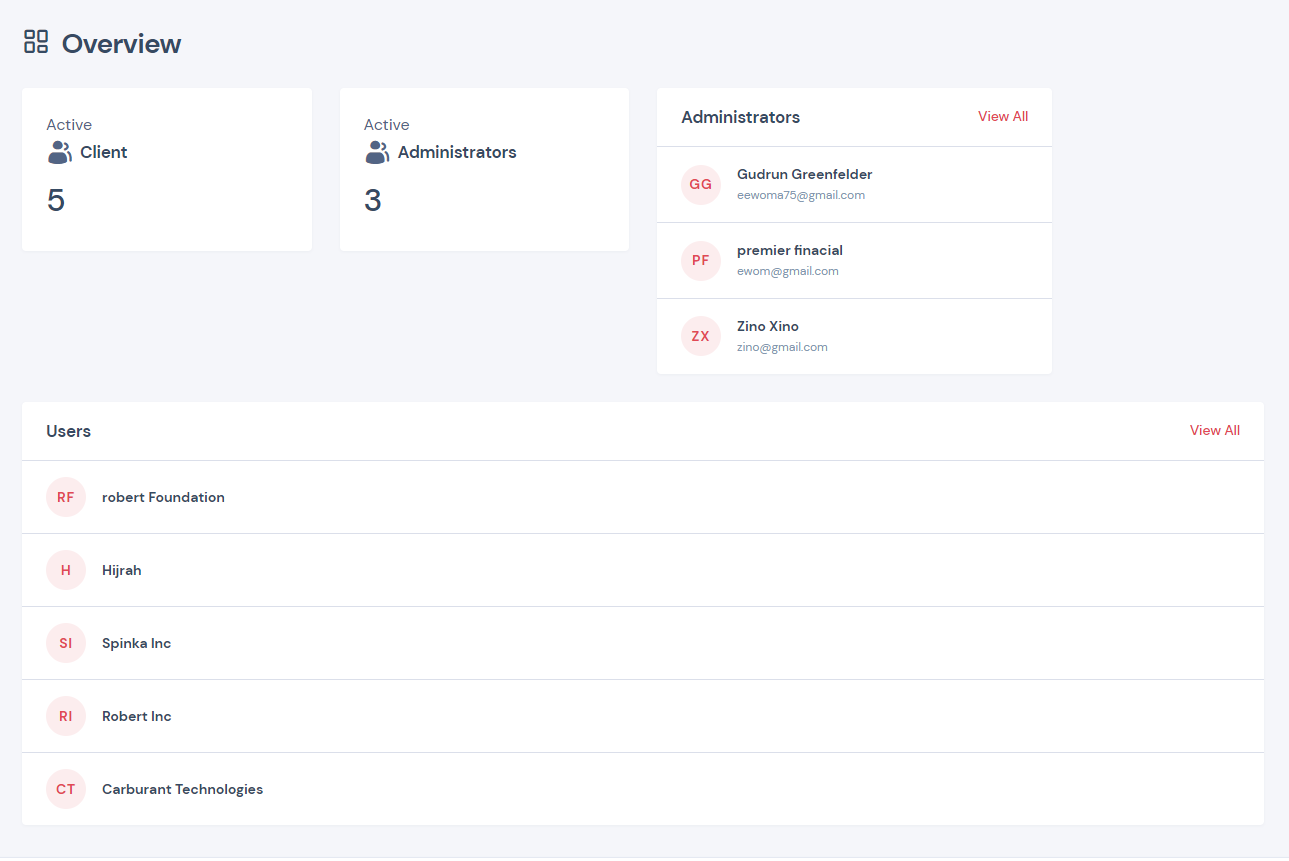 Overview
Active
Client
5
Active
Administrators
3
Administrators
View All
GG
Gudrun Greenfelder
eewoma75@gmail.com
PF
premier finacial
ewom@gmail.com
ZX
Zino Xino
zino@gmail.com
Users
View All
RF
robert Foundation
H
Hijrah
SI
Spinka Inc
RI
Robert Inc
CT
Carburant Technologies